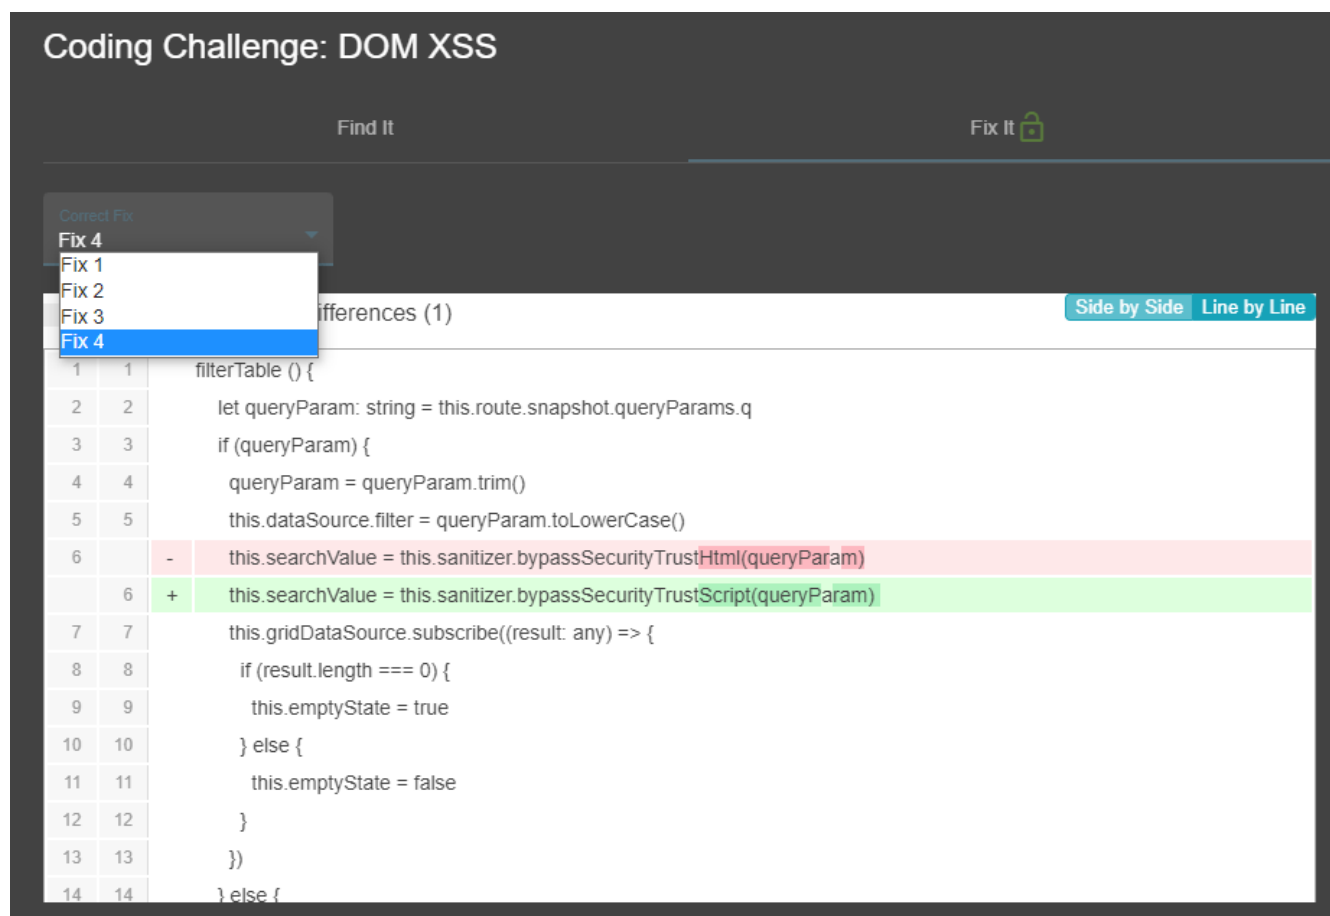 Coding Challenge: DOM XSS
Find It
Fix It
Correct Fix
Fix 4
Fix 1
Fix 2
Fix 3
Fix 4
ifferences (1)
Side by Side Line by Line
1 1 filterTable () {
2 2 let queryParam: string = this.route.snapshot.queryParams.q
3 3 if (queryParam) {
4 4 queryParam = queryParam.trim()
5 5 this.dataSource.filter = queryParam.toLowerCase()
6 - this.searchValue = this.sanitizer.bypassSecurityTrustHtml(queryParam)
6 + this.searchValue = this.sanitizer.bypassSecurityTrustScript(queryParam)
7 7 this.gridDataSource.subscribe((result: any) => {
8 8 if (result.length === 0) {
9 9 this.emptyState = true
10 10 } else {
11 11 this.emptyState = false
12 12 }
13 13 })
14 14 } else {